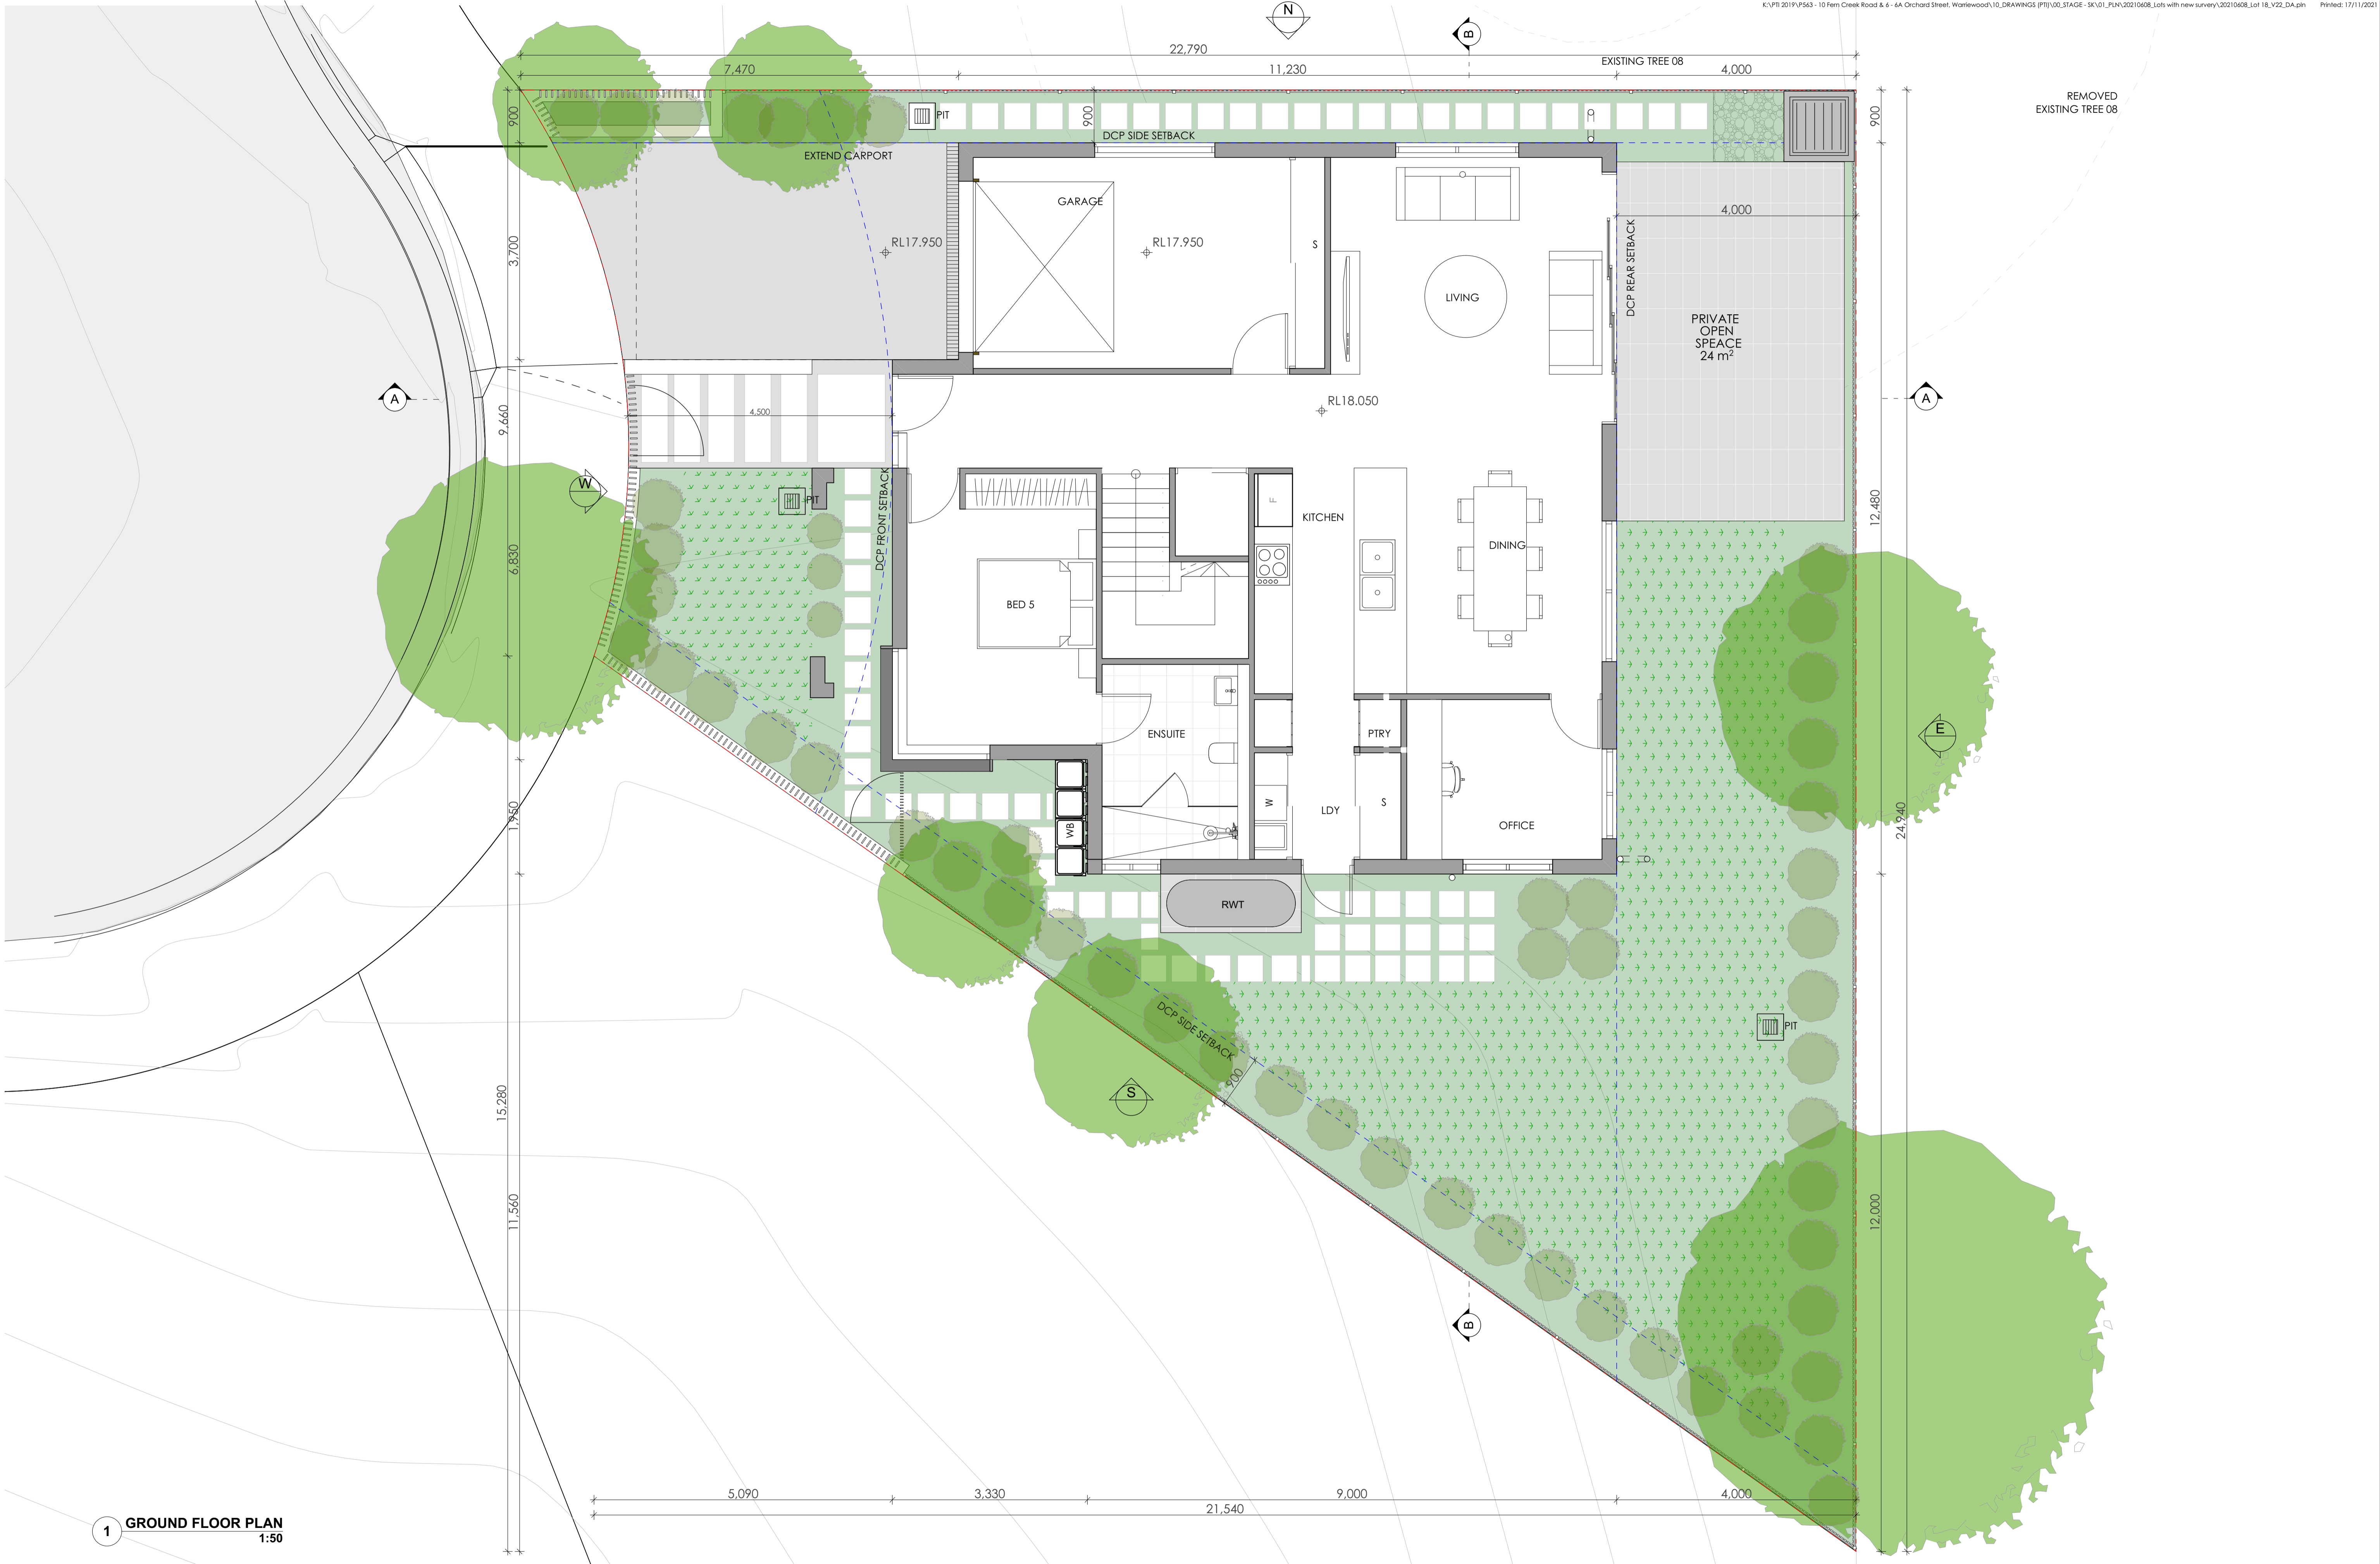 K:\PTI 2019\P563 - 10 Fern Creek Road & 6 - 6A Orchard Street, Warriewood\10_DRAWINGS (PTI)\00_STAGE - SK\01_PLN\20210608_Lots with new survery\20210608_Lot 18_V22_DA.pln Printed: 17/11/2021
N
B
22,790
EXISTING TREE 08
7,470
11,230
4,000
REMOVED
EXISTING TREE 08
900
PIT
900
900
DCP SIDE SETBACK
EXTEND CARPORT
GARAGE
4,000
3,700
RL17.950
RL17.950
S
DCP REAR SETBACK
LIVING
PRIVATE
OPEN
SPEACE
24 m²
A
A
RL18.050
4,500
9,660
W
PIT
DCP FRONT SETBACK
F
KITCHEN
12,480
DINING
6,830
BED 5
ENSUITE
PTRY
E
1,950
WB
W
LDY
S
OFFICE
24,940
RWT
DCP SIDE SETBACK
PIT
900
S
15,280
11,560
12,000
B
5,090
3,330
9,000
4,000
21,540
1
GROUND FLOOR PLAN
1:50